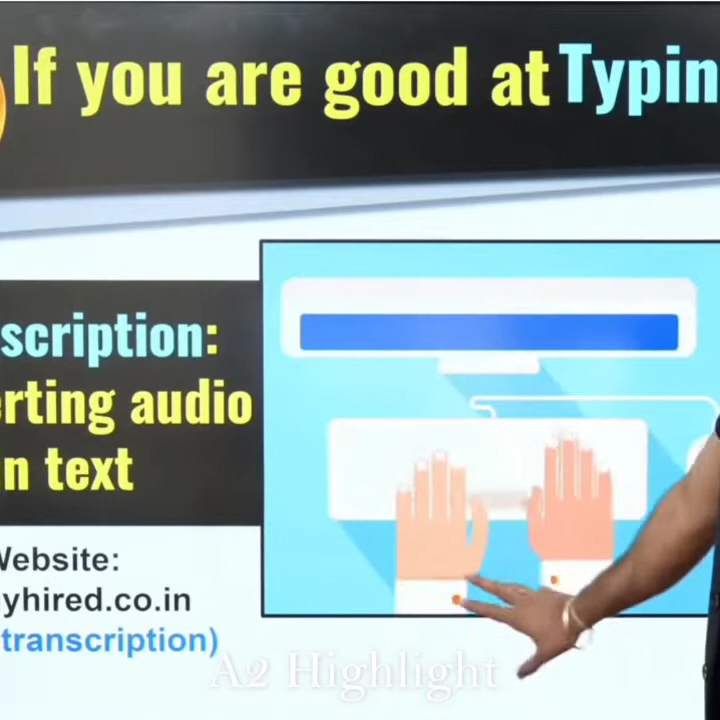 If you are good at Typin
scription:
erting audio
n text
Website:
yhired.co.in
transcription)
A2 Highlight